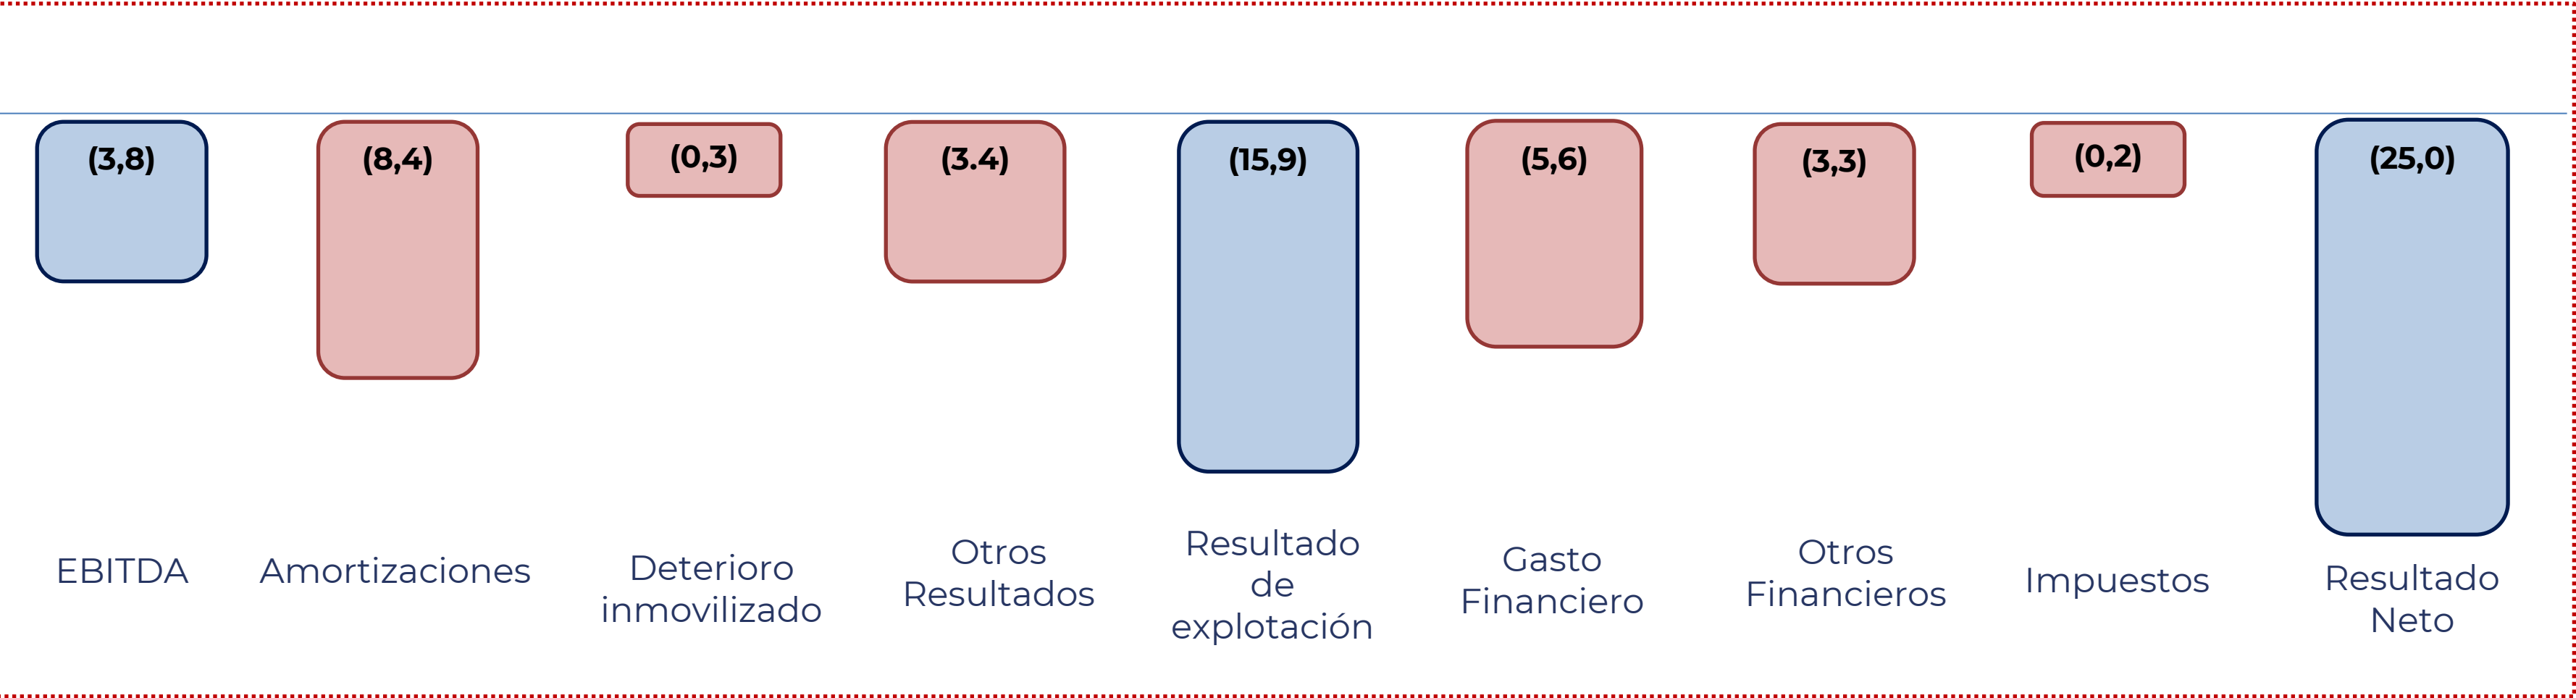 (3,8)
(8,4)
(0,3)
(3.4)
(15,9)
(5,6)
(3,3)
(0,2)
(25,0)
EBITDA
Amortizaciones
Deterioro
inmovilizado
Otros
Resultados
Resultado
de
explotación
Gasto
Financiero
Otros
Financieros
Impuestos
Resultado
Neto